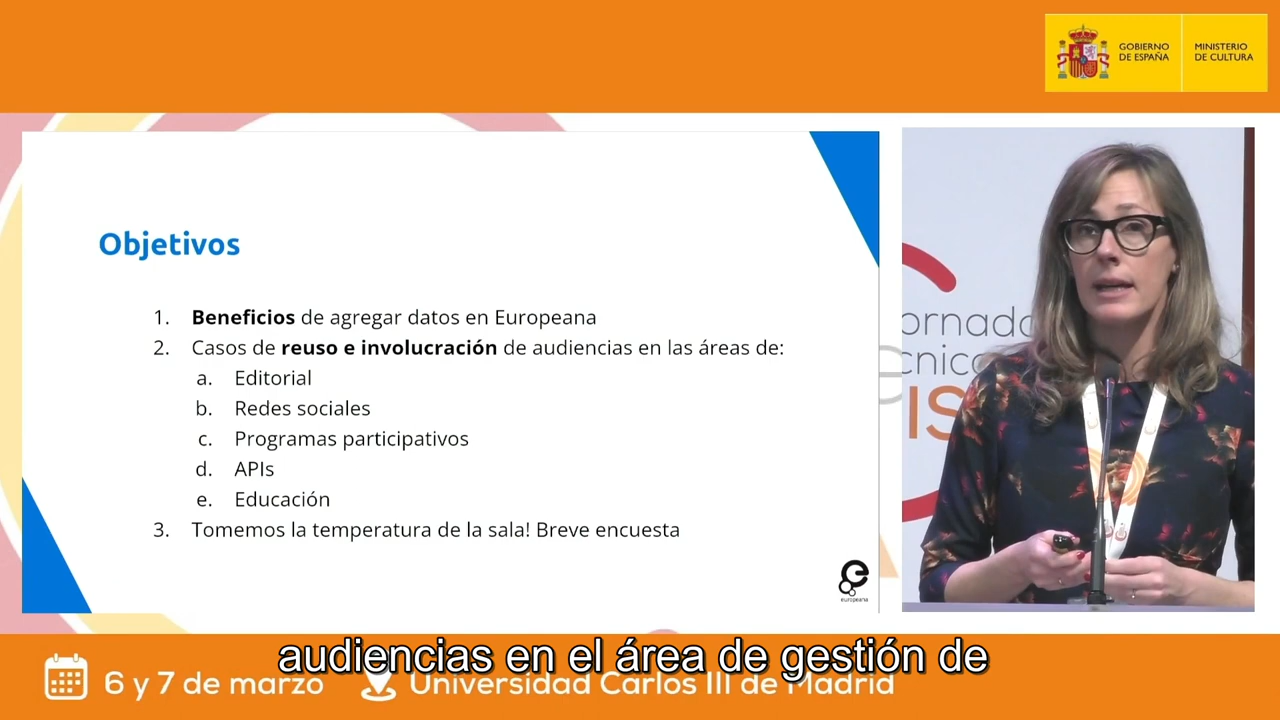 GOBIERNO
DE ESPAÑA
MINISTERIO
DE CULTURA
Objetivos
1. Beneficios de agregar datos en Europeana
2. Casos de reuso e involucración de audiencias en las áreas de:
a. Editorial
b. Redes sociales
c. Programas participativos
d. APIs
e. Educación
3. Tomemos la temperatura de la sala! Breve encuesta
europeana
ornada
cnica
IS
audiencias en el área de gestión de
6 y 7 de marzo
Universidad Carlos III de Madrid